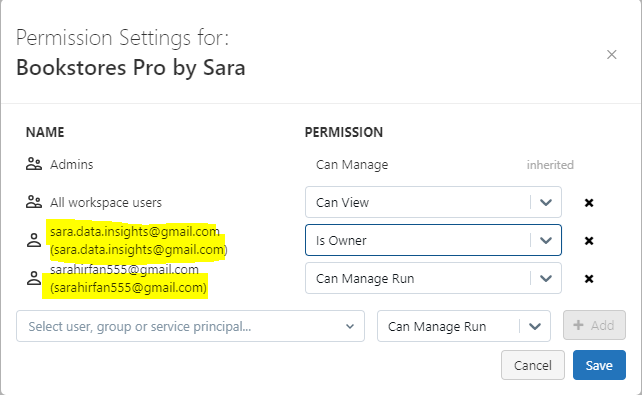 Permission Settings for:
Bookstores Pro by Sara
NAME PERMISSION
Admins Can Manage inherited
All workspace users Can View
sara.data.insights@gmail.com
(sara.data.insights@gmail.com) Is Owner
sarahirfan555@gmail.com
(sarahirfan555@gmail.com) Can Manage Run
Select user, group or service principal... Can Manage Run + Add
Cancel Save